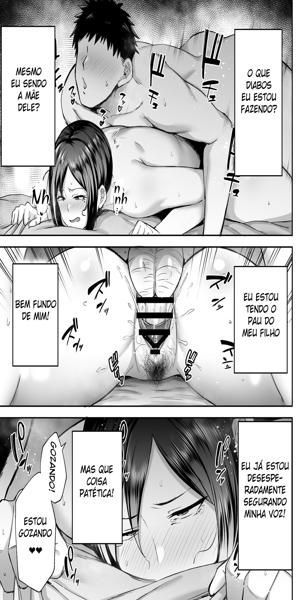 O QUE
DIABOS
EU ESTOU
FAZENDO?
MESMO
EU SENDO
A MÃE
DELE?
EU ESTOU
TENDO O
PAU DO
MEU FILHO
BEM FUNDO
DE MIM!
EU JÁ ESTOU
DESESPE-
RADAMENTE
SEGURANDO
MINHA VOZ!
MAS QUE
COISA
PATÉTICA!
GOZANDO!
ESTOU
GOZANDO
♥♥